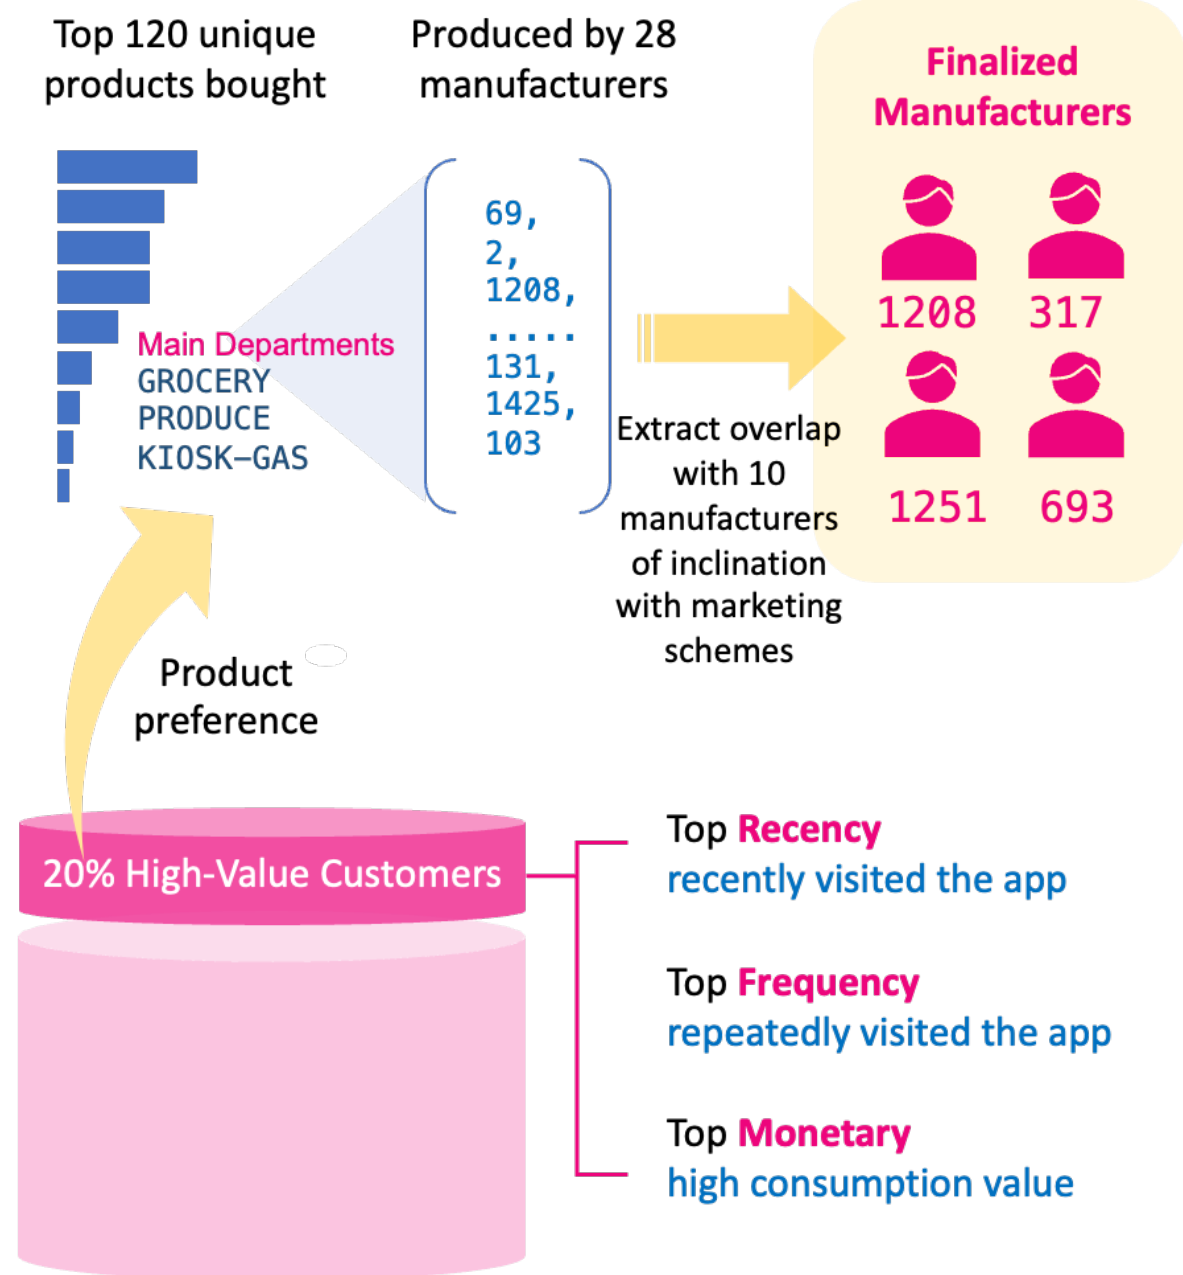 Top 120 unique
products bought
Produced by 28
manufacturers
Finalized
Manufacturers
Main Departments
GROCERY
PRODUCE
KIOSK–GAS
69,
2,
1208,
.....
131,
1425,
103
Extract overlap
with 10
manufacturers
of inclination
with marketing
schemes
1208
317
1251
693
Product
preference
20% High-Value Customers
Top Recency
recently visited the app
Top Frequency
repeatedly visited the app
Top Monetary
high consumption value